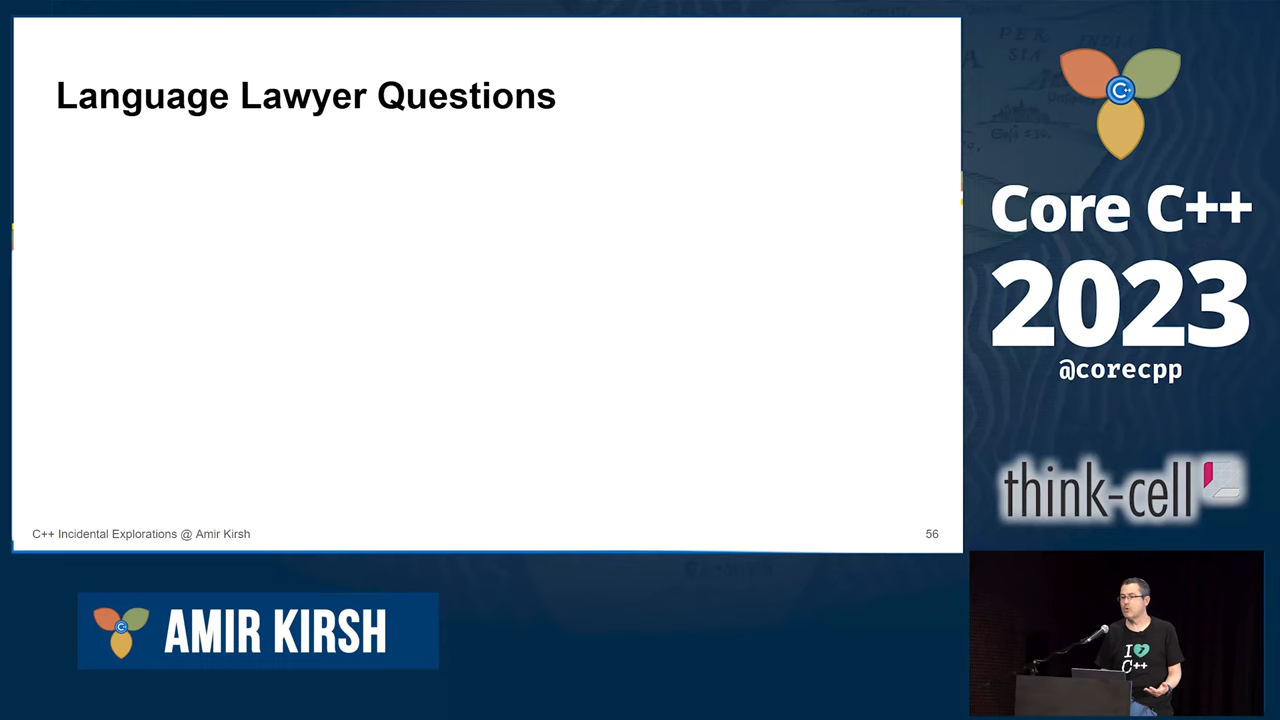 Language Lawyer Questions
C++ Incidental Explorations @ Amir Kirsh
56
C++
Core C++
2023
@corecpp
think-cell
C++
AMIR KIRSH
I
C++